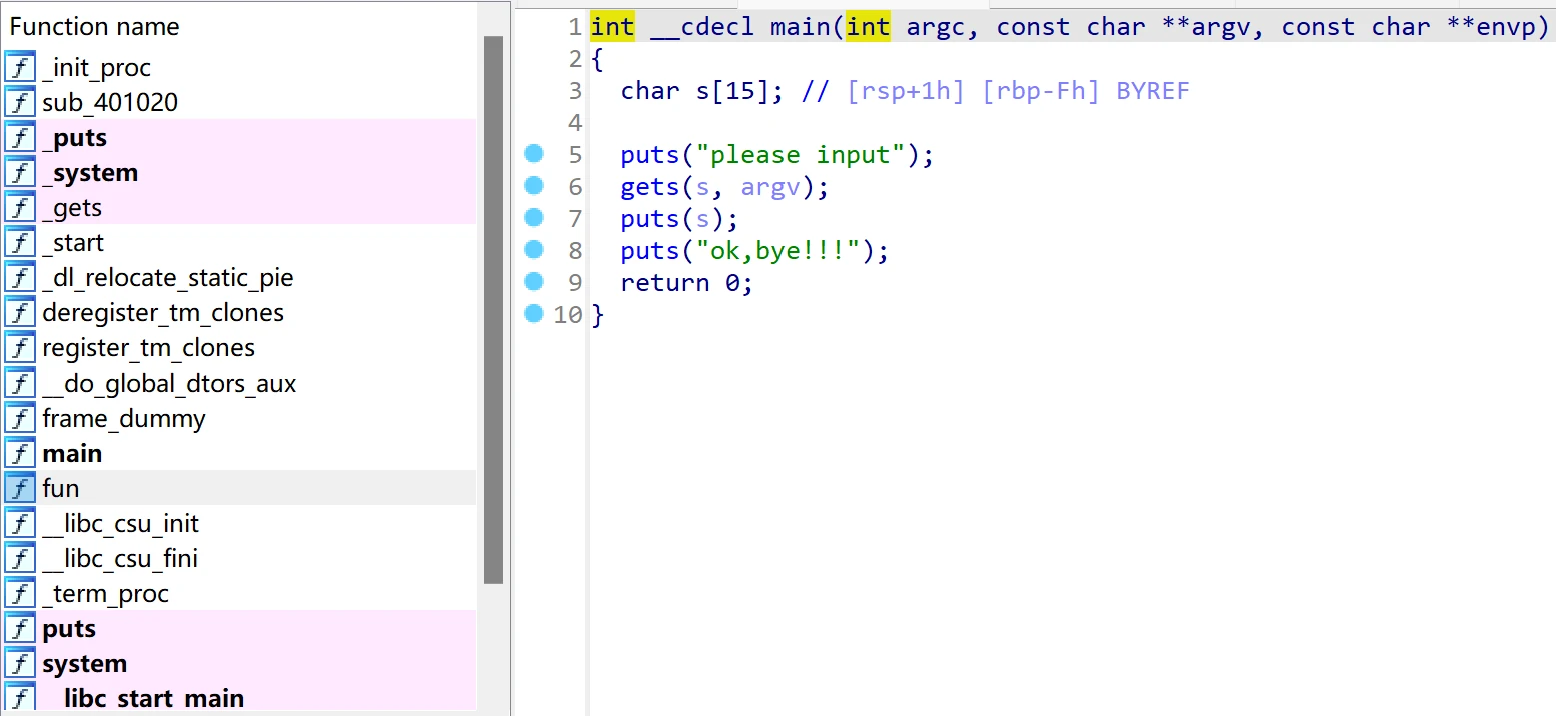 Function name
_init_proc
sub_401020
_puts
_system
_gets
_start
_dl_relocate_static_pie
deregister_tm_clones
register_tm_clones
__do_global_dtors_aux
frame_dummy
main
fun
__libc_csu_init
__libc_csu_fini
_term_proc
puts
system
__libc_start_main
1 int __cdecl main(int argc, const char **argv, const char **envp)
2 {
3 char s[15]; // [rsp+1h] [rbp-Fh] BYREF
4
5 puts("please input");
6 gets(s, argv);
7 puts(s);
8 puts("ok,bye!!!");
9 return 0;
10 }